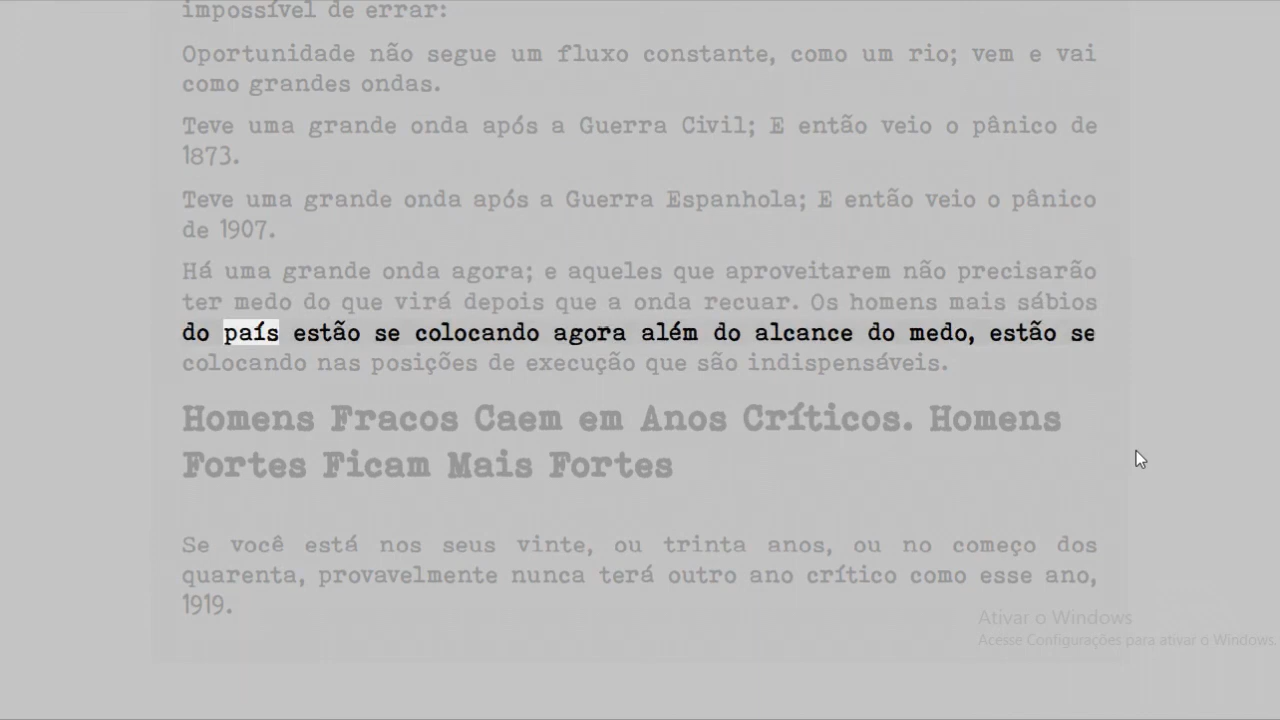 impossível de errar:
Oportunidade não segue um fluxo constante, como um rio; vem e vai
como grandes ondas.
Teve uma grande onda após a Guerra Civil; E então veio o pânico de
1873.
Teve uma grande onda após a Guerra Espanhola; E então veio o pânico
de 1907.
Há uma grande onda agora; e aqueles que aproveitarem não precisarão
ter medo do que virá depois que a onda recuar. Os homens mais sábios
do país estão se colocando agora além do alcance do medo, estão se
colocando nas posições de execução que são indispensáveis.
Homens Fracos Caem em Anos Críticos. Homens
Fortes Ficam Mais Fortes
Se você está nos seus vinte, ou trinta anos, ou no começo dos
quarenta, provavelmente nunca terá outro ano crítico como esse ano,
1919.
Ativar o Windows
Acesse Configurações para ativar o Windows.